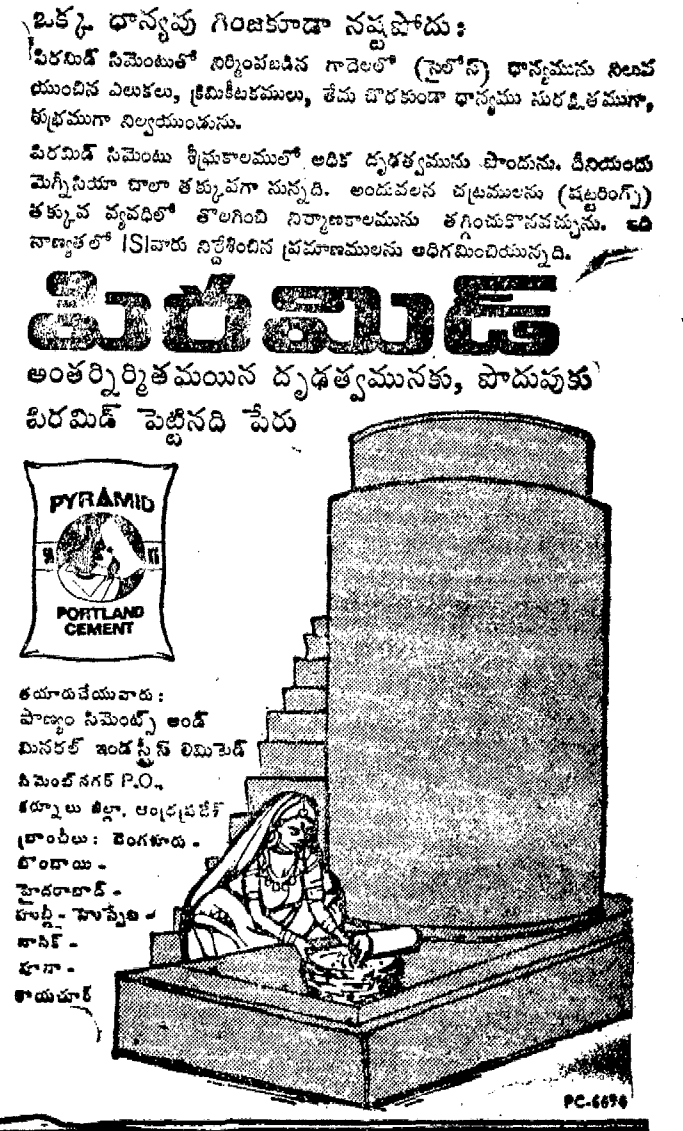 ఒక్క ధాన్యపు గింజకూడా నష్టపోదు :
పిరమిడ్ సిమెంటుతో నిర్మింపబడిన గాదెలలో (సైలోస్) ధాన్యమును నిలువ
యుంచిన ఎలుకలు, క్రిమికీటకములు, తేమ చొరకుండా ధాన్యము సురక్షితముగా,
శుభ్రముగా నిల్వయుండును.
పిరమిడ్ సిమెంటు శీఘ్రకాలములో అధిక దృఢత్వమును పొందును. దీనియందు
మెగ్నీసియా చాలా తక్కువగా నున్నది. అందువలన చట్రములను (షట్టరింగ్స్)
తక్కువ వ్యవధిలో తొలగించి నిర్మాణకాలమును తగ్గించుకొనవచ్చును. ఇది
నాణ్యతలో ISIవారు నిర్దేశించిన ప్రమాణములను అధిగమించియున్నది.
పిరమిడ్
అంతర్నిర్మితమయిన దృఢత్వమునకు, పొదుపుకు
పిరమిడ్ పెట్టినది పేరు
PYRAMID
PORTLAND
CEMENT
తయారుచేయువారు :
పాణ్యం సిమెంట్స్ అండ్
మినరల్ ఇండస్ట్రీస్ లిమిటెడ్
సిమెంట్‌నగర్ P.O.,
కర్నూలు జిల్లా, ఆంధ్రప్రదేశ్
బ్రాంచీలు : బెంగళూరు -
బొంబాయి -
హైదరాబాద్ -
హుబ్లీ - హొస్పేట -
నాసిక్ -
పూనా -
రాయచూర్
PC-6694